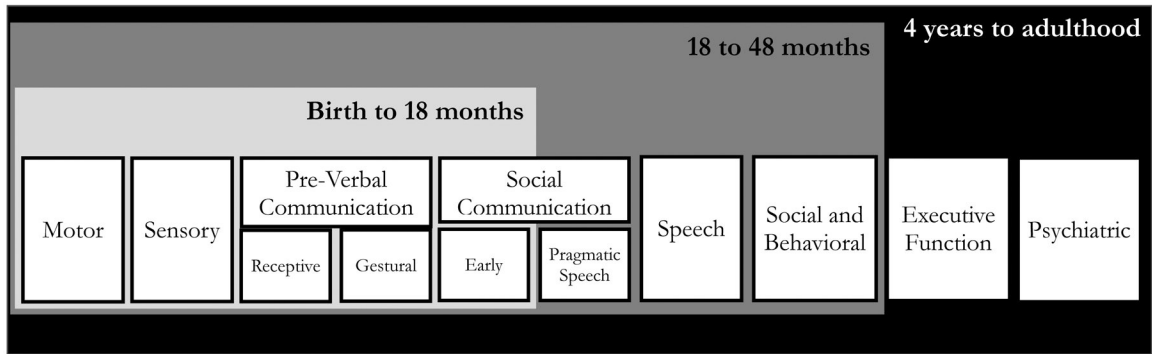 4 years to adulthood
18 to 48 months
Birth to 18 months
Motor
Sensory
Pre-Verbal
Communication
Receptive
Gestural
Social
Communication
Early
Pragmatic
Speech
Speech
Social and
Behavioral
Executive
Function
Psychiatric